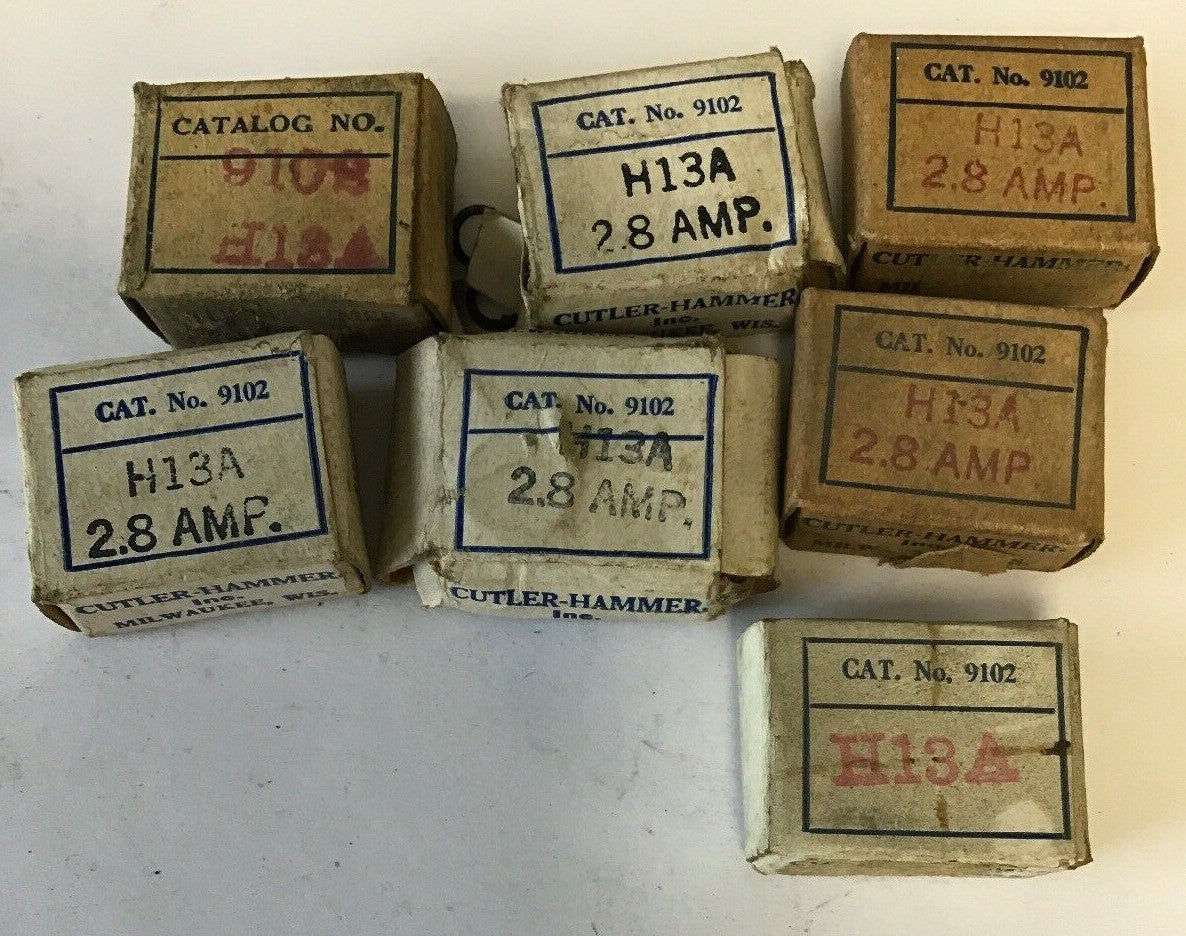 CATALOG NO.
H13A
CAT. No. 9102
H13A
2.8 AMP.
CUTLER-HAMMER
Inc.
WIS.
CAT. No. 9102
H13A
2.8 AMP.
CUTLER-HAMMER.
MIL
CAT. No. 9102
H13A
2.8 AMP.
CUTLER-HAMMER
Inc.
MILWAUKEE, WIS.
CAT. No. 9102
H13A
2.8 AMP.
CUTLER-HAMMER.
Inc.
CAT. No. 9102
H13A
2.8 AMP.
CUTLER-HAMMER.
Inc.
CAT. No. 9102
H13A